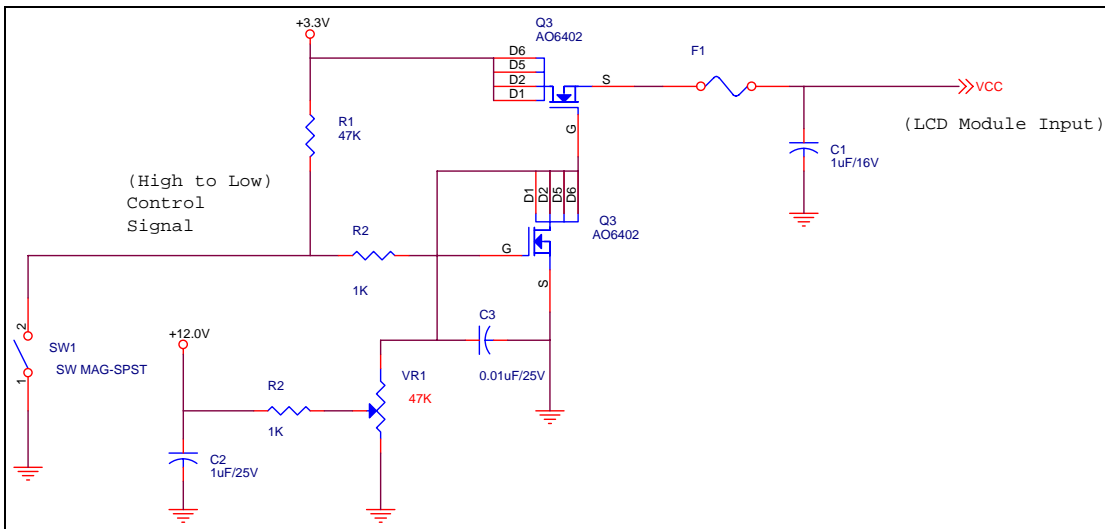 +3.3V
Q3
AO6402
D6
D5
D2
D1
S
G
F1
VCC
(LCD Module Input)
R1
47K
C1
1uF/16V
(High to Low)
Control
Signal
D1
D2
D5
D6
Q3
AO6402
R2
1K
G
S
2
1
SW1
SW MAG-SPST
+12.0V
C3
0.01uF/25V
R2
1K
VR1
47K
C2
1uF/25V